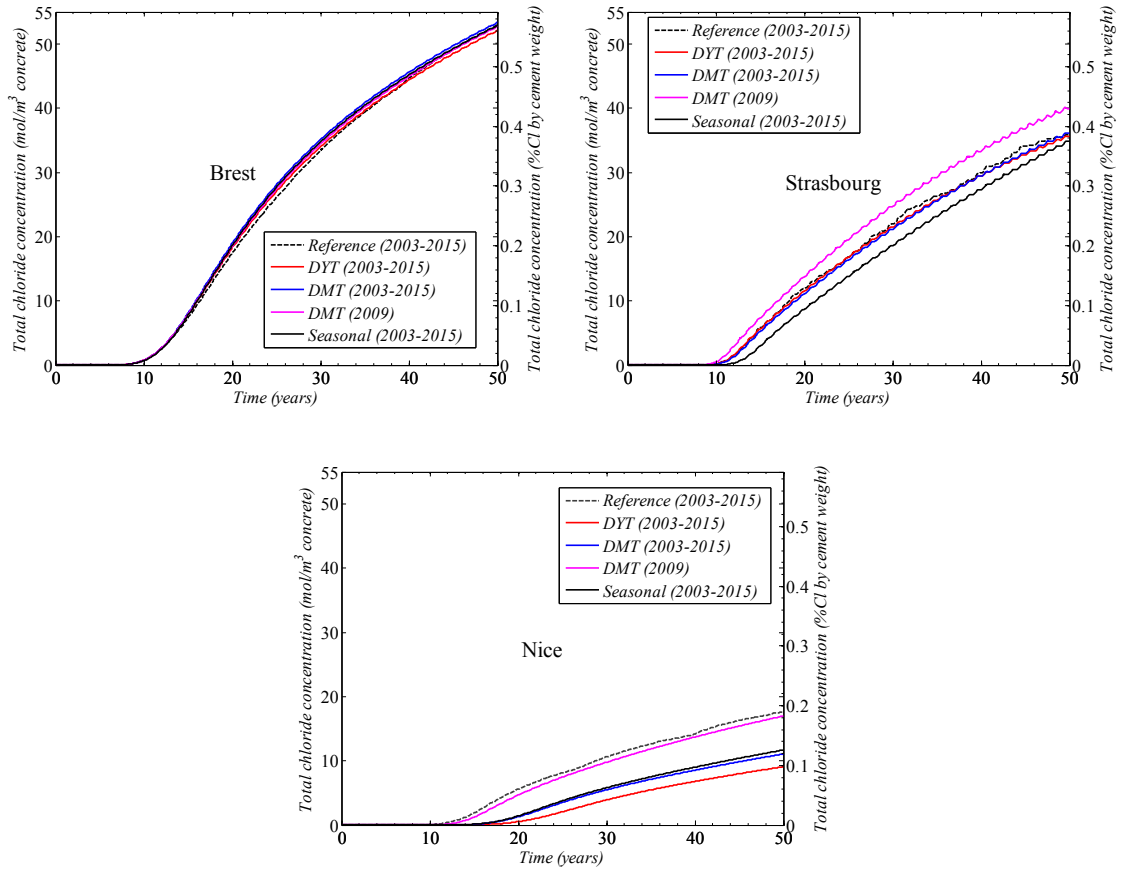 55
50
40
30
20
10
0
0 10 20 30 40 50
0.5
0.4
0.3
0.2
0.1
0
Total chloride concentration (mol/m³ concrete)
Total chloride concentration (%Cl by cement weight)
Time (years)
Brest
Reference (2003-2015)
DYT (2003-2015)
DMT (2003-2015)
DMT (2009)
Seasonal (2003-2015)
55
50
40
30
20
10
0
0 10 20 30 40 50
0.5
0.4
0.3
0.2
0.1
0
Total chloride concentration (mol/m³ concrete)
Total chloride concentration (%Cl by cement weight)
Time (years)
Reference (2003-2015)
DYT (2003-2015)
DMT (2003-2015)
DMT (2009)
Seasonal (2003-2015)
Strasbourg
55
50
40
30
20
10
0
0 10 20 30 40 50
0.5
0.4
0.3
0.2
0.1
0
Total chloride concentration (mol/m³ concrete)
Total chloride concentration (%Cl by cement weight)
Time (years)
Reference (2003-2015)
DYT (2003-2015)
DMT (2003-2015)
DMT (2009)
Seasonal (2003-2015)
Nice